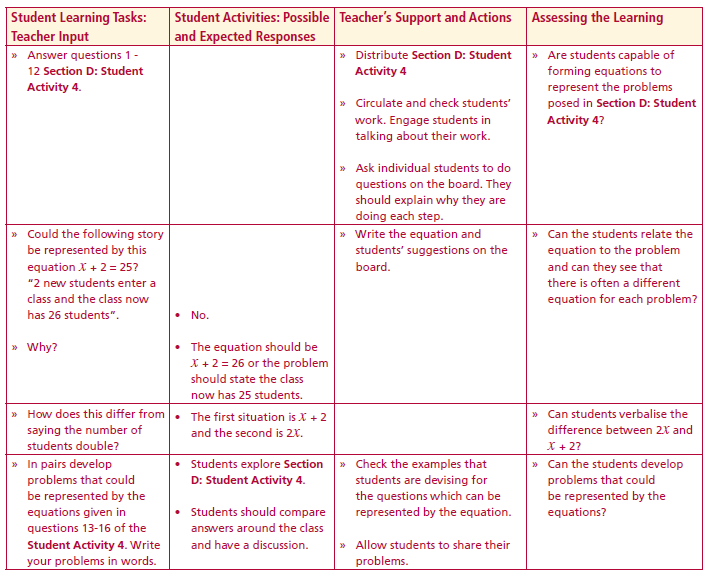 Student Learning Tasks:
Teacher Input
Student Activities: Possible
and Expected Responses
Teacher's Support and Actions
Assessing the Learning
» Answer questions 1 -
12 Section D: Student
Activity 4.
» Distribute Section D: Student
Activity 4
» Circulate and check students'
work. Engage students in
talking about their work.
» Ask individual students to do
questions on the board. They
should explain why they are
doing each step.
» Are students capable of
forming equations to
represent the problems
posed in Section D: Student
Activity 4?
» Could the following story
be represented by this
equation x + 2 = 25?
"2 new students enter a
class and the class now
has 26 students".
» Why?
• No.
• The equation should be
x + 2 = 26 or the problem
should state the class
now has 25 students.
» Write the equation and
students' suggestions on the
board.
» Can the students relate the
equation to the problem
and can they see that
there is often a different
equation for each problem?
» How does this differ from
saying the number of
students double?
• The first situation is x + 2
and the second is 2x.
» Can students verbalise the
difference between 2x and
x + 2?
» In pairs develop
problems that could
be represented by the
equations given in
questions 13-16 of the
Student Activity 4. Write
your problems in words.
• Students explore Section
D: Student Activity 4.
• Students should compare
answers around the class
and have a discussion.
» Check the examples that
students are devising for
the questions which can be
represented by the equation.
» Allow students to share their
problems.
» Can the students develop
problems that could
be represented by the
equations?